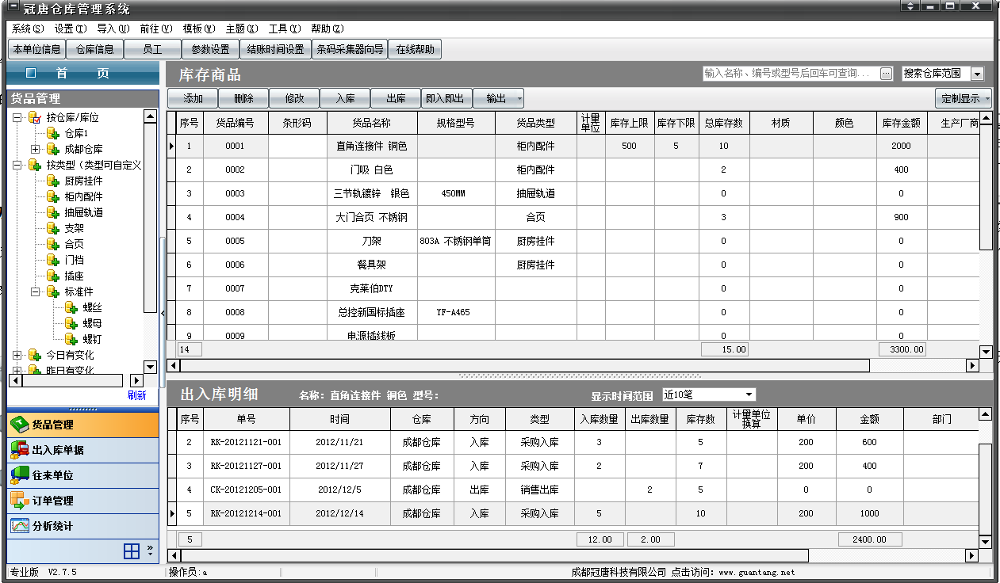 冠唐仓库管理系统
系统(S) 设置(T) 导入(U) 前往(V) 模板(W) 主题(X) 工具(Y) 帮助(Z)
本单位信息 仓库信息 员工 参数设置 结账时间设置 条码采集器向导 在线帮助
首 页
货品管理
按仓库/库位
仓库1
成都仓库
按类型（类型可自定义
厨房挂件
柜内配件
抽屉轨道
支架
合页
门档
插座
标准件
螺丝
螺母
螺钉
今日有变化
昨日有变化
刷新
货品管理
出入库单据
往来单位
订单管理
分析统计
库存商品 输入名称、编号或型号后回车可查询... 搜索仓库范围
添加 删除 修改 入库 出库 即入即出 输出 定制显示
序号 货品编号 条形码 货品名称 规格型号 货品类型 计量单位 库存上限 库存下限 总库存数 材质 颜色 库存金额 生产厂商
1 0001 直角连接件 铜色 柜内配件 500 5 10 2000
2 0002 门吸 白色 柜内配件 2 400
3 0003 三节轨镀锌 银色 450MM 抽屉轨道 0 0
4 0004 大门合页 不锈钢 合页 3 900
5 0005 刀架 803A 不锈钢单筒 厨房挂件 0 0
6 0006 餐具架 厨房挂件 0 0
7 0007 克莱伯DTY 0 0
8 0008 总控新国标插座 YF-A465 0 0
9 0009 电源插线板 0 0
14 15.00 3300.00
出入库明细 名称: 直角连接件 铜色 型号: 显示时间范围 近10笔
序号 单号 时间 仓库 方向 类型 入库数量 出库数量 库存数 计量单位换算 单价 金额 部门
2 RK-20121121-001 2012/11/21 成都仓库 入库 采购入库 3 5 200 600
3 RK-20121127-001 2012/11/27 成都仓库 入库 采购入库 2 7 200 400
4 CK-20121205-001 2012/12/5 成都仓库 出库 销售出库 2 5 0 0
5 RK-20121214-001 2012/12/14 成都仓库 入库 采购入库 5 10 200 1000
5 12.00 2.00 2400.00
专业版 V2.7.5 操作员:a 成都冠唐科技有限公司 点击访问: www.guantang.net